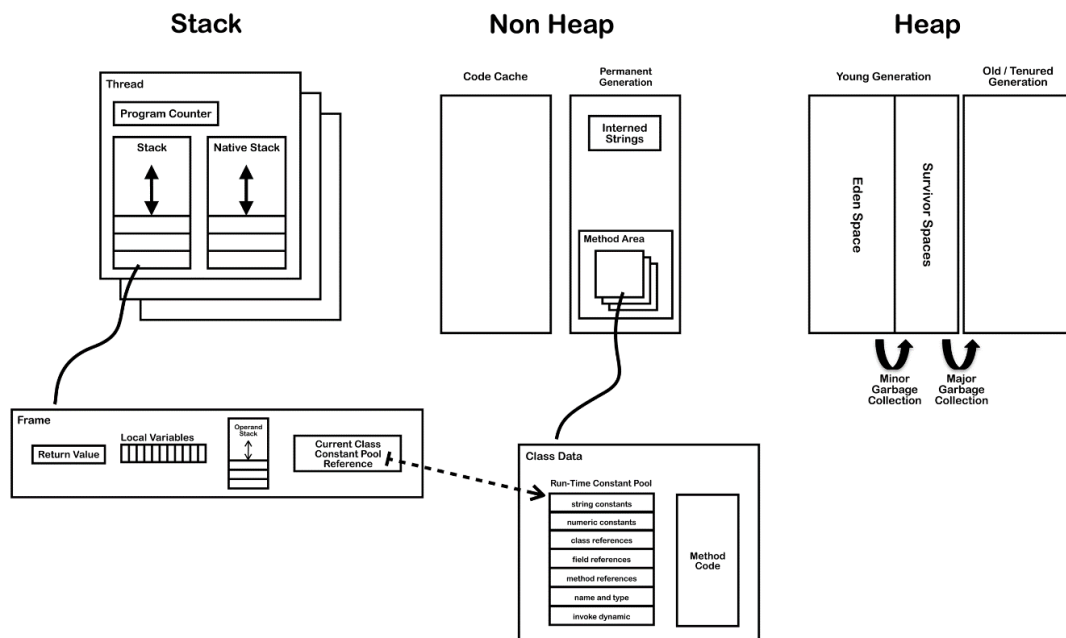 Stack
Non Heap
Heap
Thread
Program Counter
Stack
Native Stack
Code Cache
Permanent
Generation
Interned
Strings
Method Area
Young Generation
Old / Tenured
Generation
Eden Space
Survivor Spaces
Minor
Garbage
Collection
Major
Garbage
Collection
Frame
Return Value
Local Variables
Operand
Stack
Current Class
Constant Pool
Reference
Class Data
Run-Time Constant Pool
string constants
numeric constants
class references
field references
method references
name and type
invoke dynamic
Method
Code